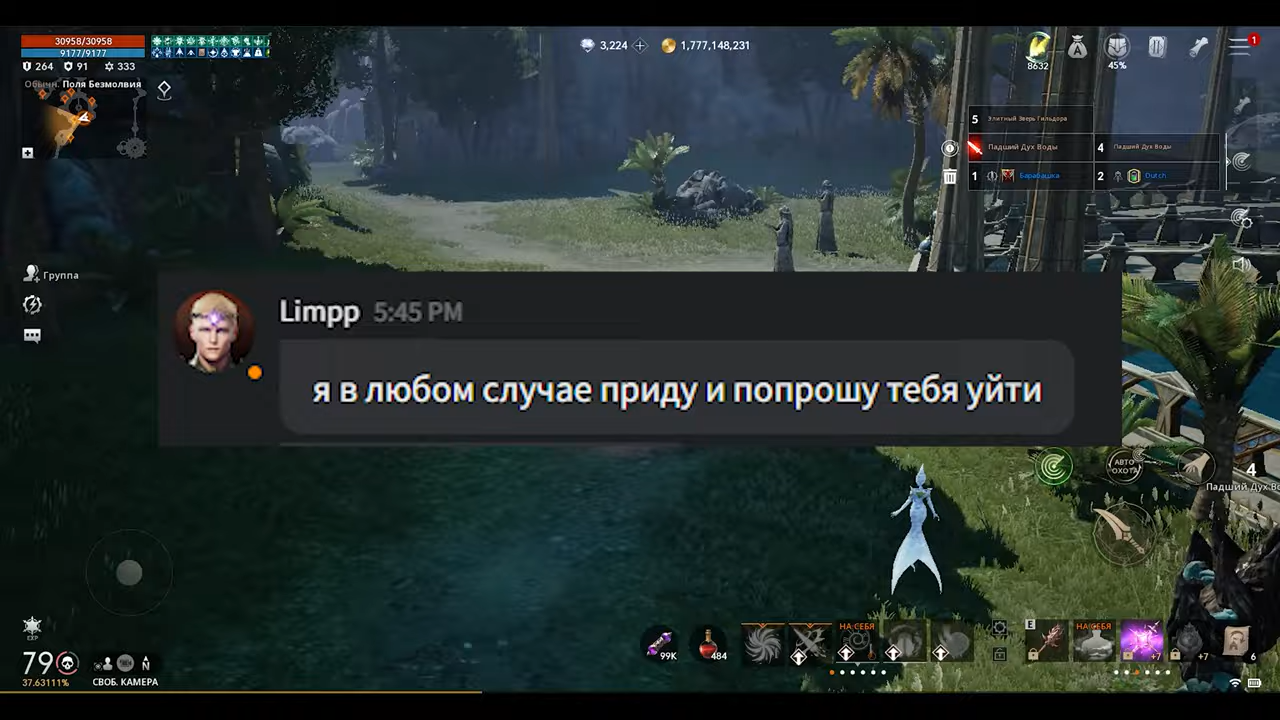 30958/30958
9177/9177
264 91 333
Обычн. Поля Безмолвия
3,224 1,777,148,231
8632
45%
1
5 Элитный Зверь Гильдора
Падший Дух Воды 4 Падший Дух Воды
1 Барабашка 2 Dutch
Группа
Limpp 5:45 PM
я в любом случае приду и попрошу тебя уйти
АВТО
ОХОТА
4
Падший Дух Во
EXP
79
37.63111%
N
СВОБ. КАМЕРА
99K
484
НА СЕБЯ
E
НА СЕБЯ
+7
+7
6